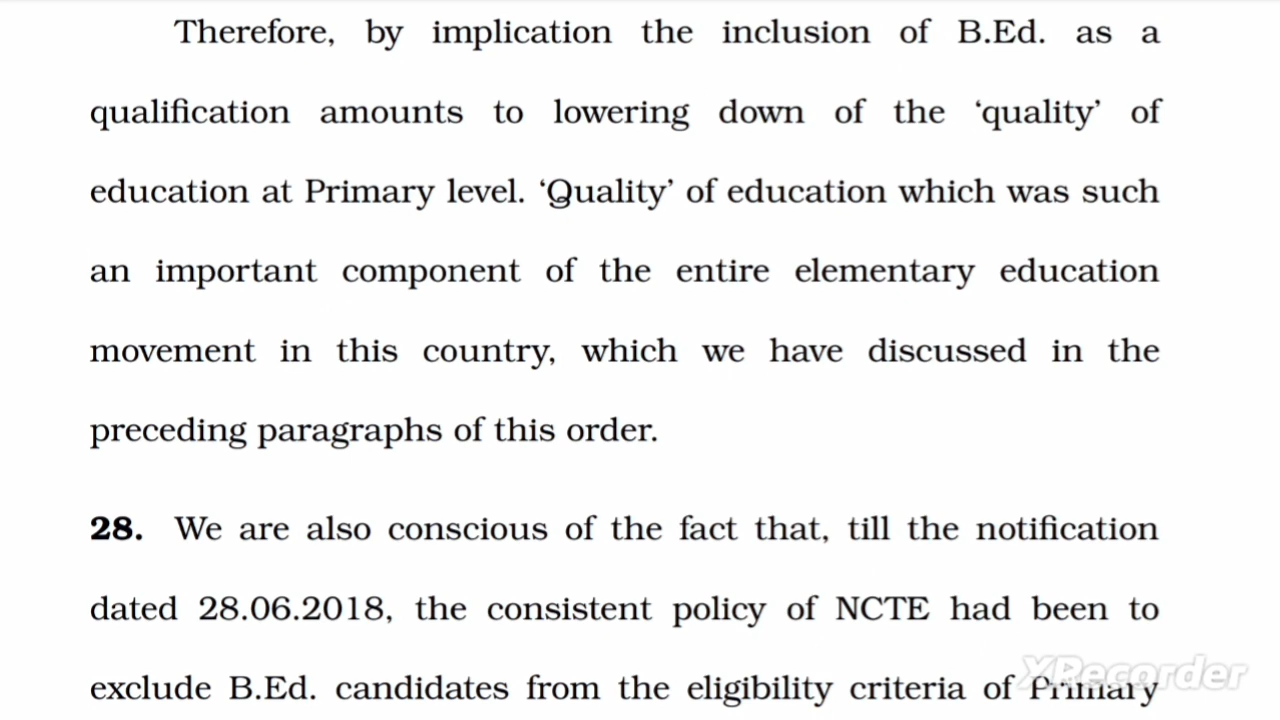 Therefore, by implication the inclusion of B.Ed. as a
qualification amounts to lowering down of the ‘quality’ of
education at Primary level. ‘Quality’ of education which was such
an important component of the entire elementary education
movement in this country, which we have discussed in the
preceding paragraphs of this order.
28. We are also conscious of the fact that, till the notification
dated 28.06.2018, the consistent policy of NCTE had been to
exclude B.Ed. candidates from the eligibility criteria of Primary
XRecorder